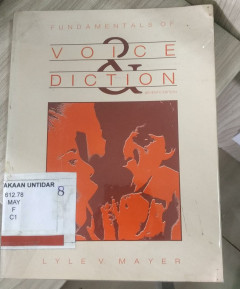 FUNDAMENTALS OF
VOICE
&
DICTION
AKAAN UNTIDAR
612.78
MAY
F
C1
8
LYLE V. MAYER